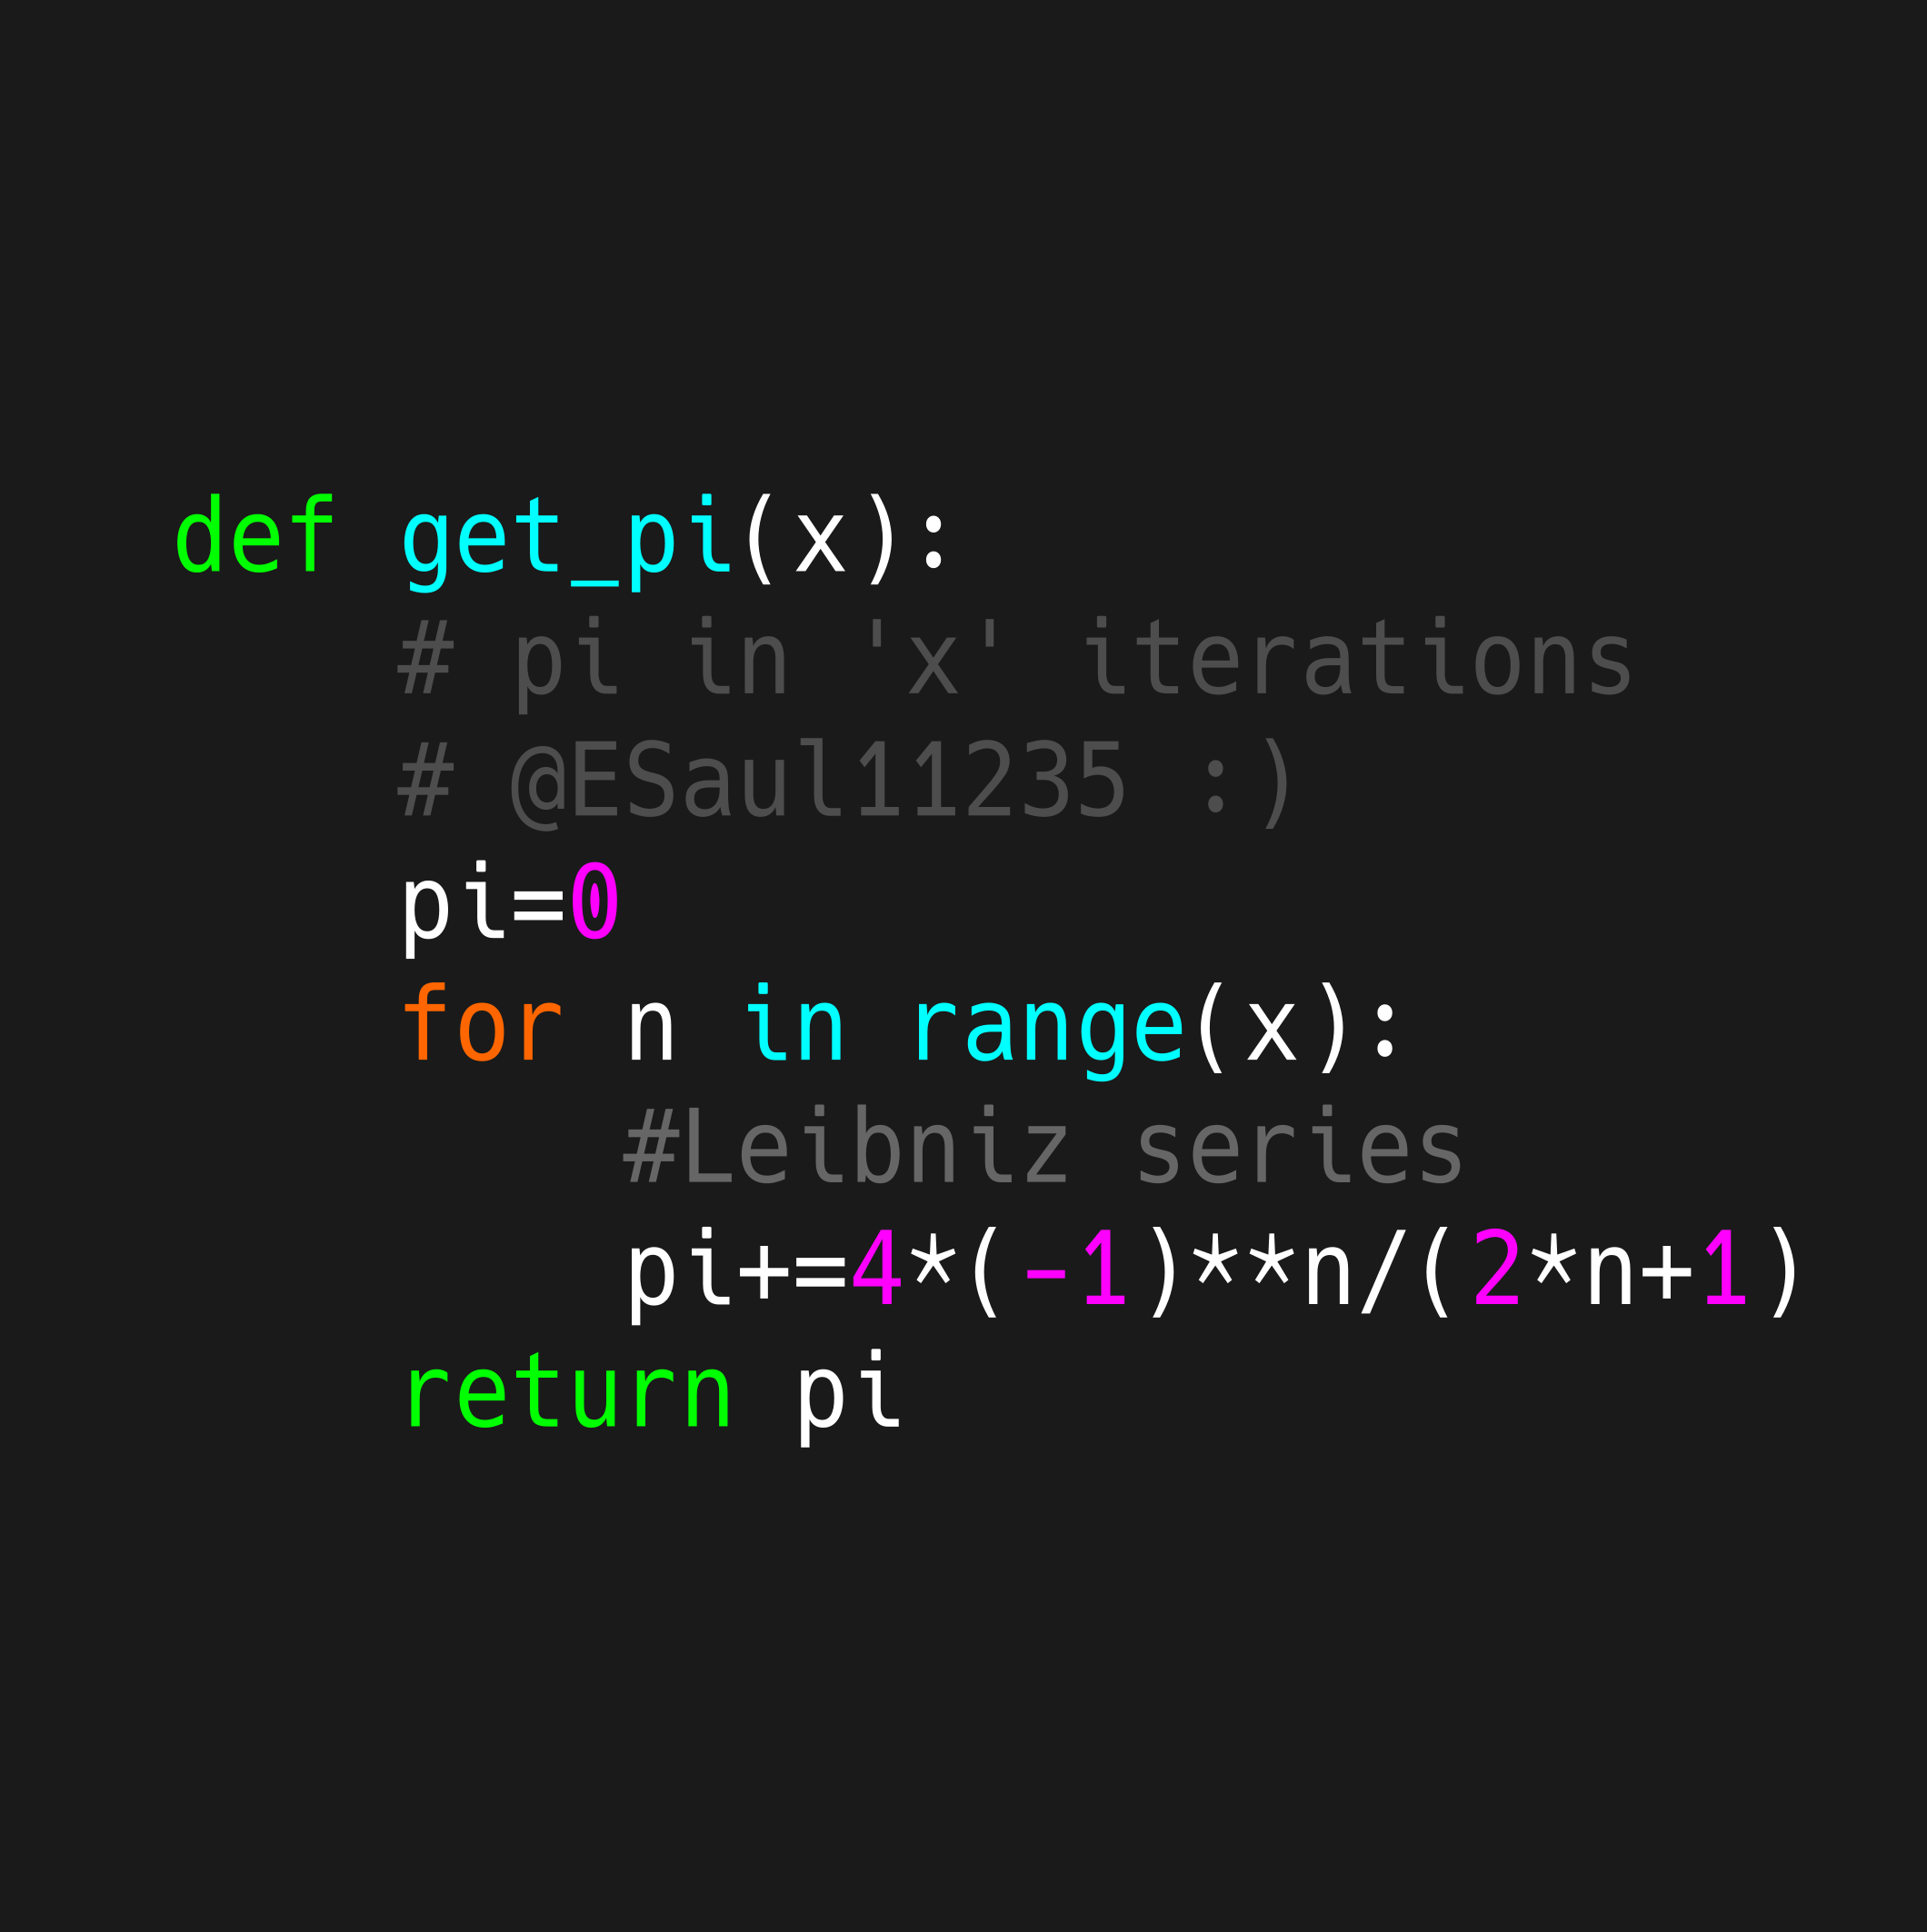 def get_pi(x):
    # pi in 'x' iterations
    # @ESaul11235 :)
    pi=0
    for n in range(x):
        #Leibniz series
        pi+=4*(-1)**n/(2*n+1)
    return pi